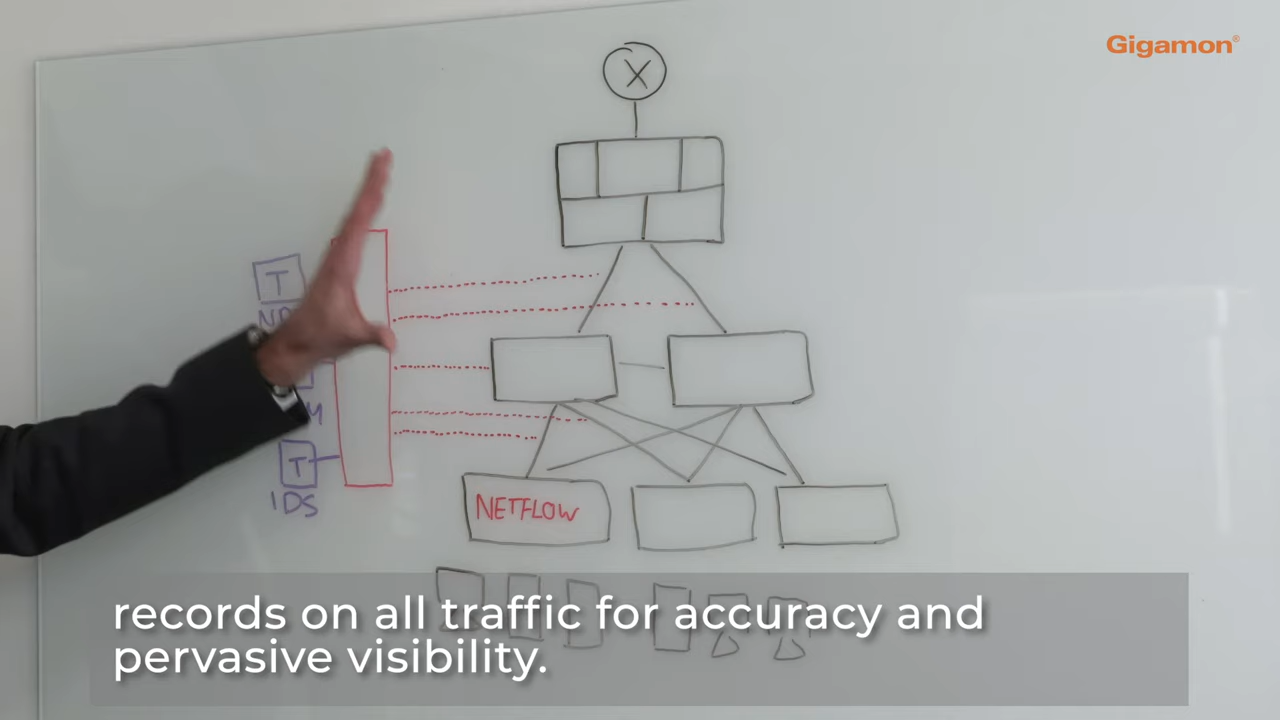 Gigamon®
X
T
T
IDS
NETFLOW
records on all traffic for accuracy and
pervasive visibility.